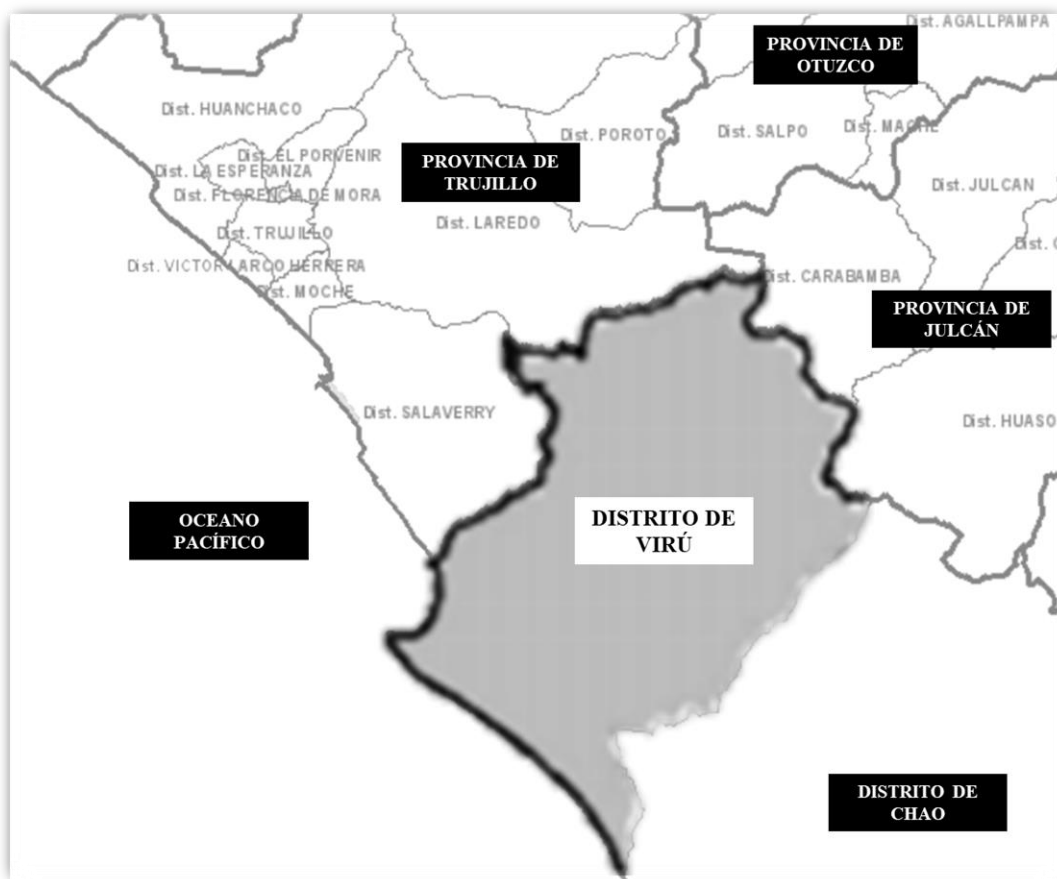 Dist. AGALLPAMPA
PROVINCIA DE
OTUZCO
Dist. HUANCHACO
Dist. POROTO
Dist. SALPO
Dist. MACHE
Dist. EL PORVENIR
PROVINCIA DE
TRUJILLO
Dist. LA ESPERANZA
Dist. JULCAN
Dist. FLORENCIA DE MORA
Dist. LAREDO
Dist. TRUJILLO
Dist. VICTOR LARCO HERRERA
Dist. CARABAMBA
Dist. MOCHE
PROVINCIA DE
JULCÁN
Dist. SALAVERRY
Dist. HUASO
OCEANO
PACÍFICO
DISTRITO DE
VIRÚ
DISTRITO DE
CHAO